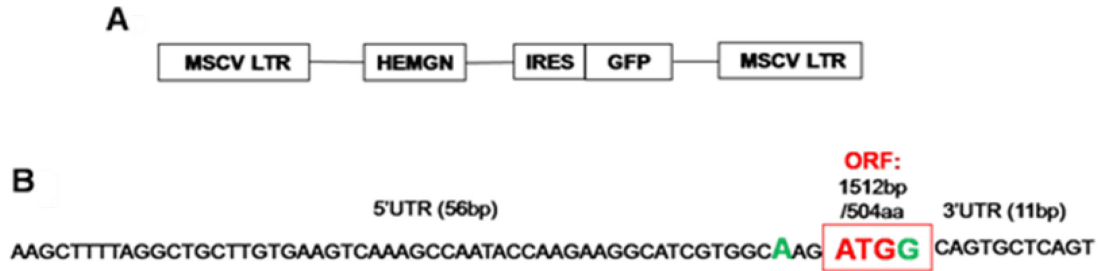 A
MSCV LTR HEMGN IRES GFP MSCV LTR
B
ORF:
1512bp
/504aa
5'UTR (56bp) 3'UTR (11bp)
AAGCTTTTAGGCTGCTTGTGAAGTCAAAGCCAATACCAAGAAGGCATCGTGGCAAG ATGG CAGTGCTCAGT